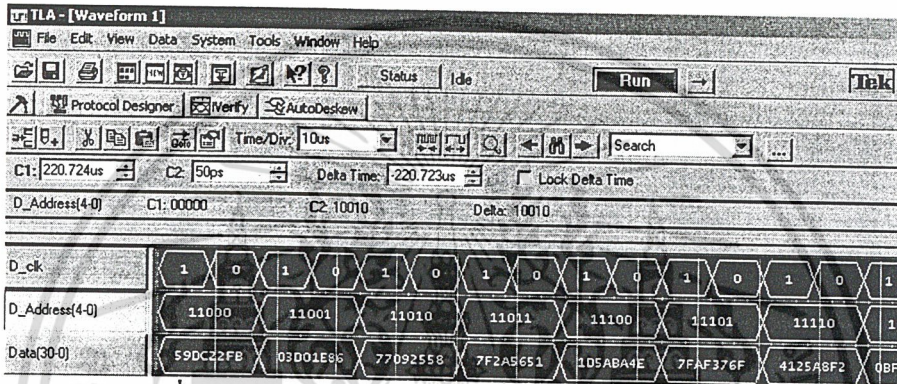 TLA - [Waveform 1]
File Edit View Data System Tools Window Help
Status Idle Run Tek
Protocol Designer iVerify AutoDeskew
Goto Time/Div: 10us Search ...
C1: 220.724us C2: 50ps Delta Time: -220.723us Lock Delta Time
D_Address(4-0) C1: 00000 C2: 10010 Delta: 10010
D_clk 1 0 1 0 1 0 1 0 1 0 1 0 1 0 1
D_Address(4-0) 11000 11001 11010 11011 11100 11101 11110 1
Data(30-0) 59DC22FB 03D01E86 77092558 7F2A5651 1D5ABA4E 7FAF376F 4125A8F2 0BF